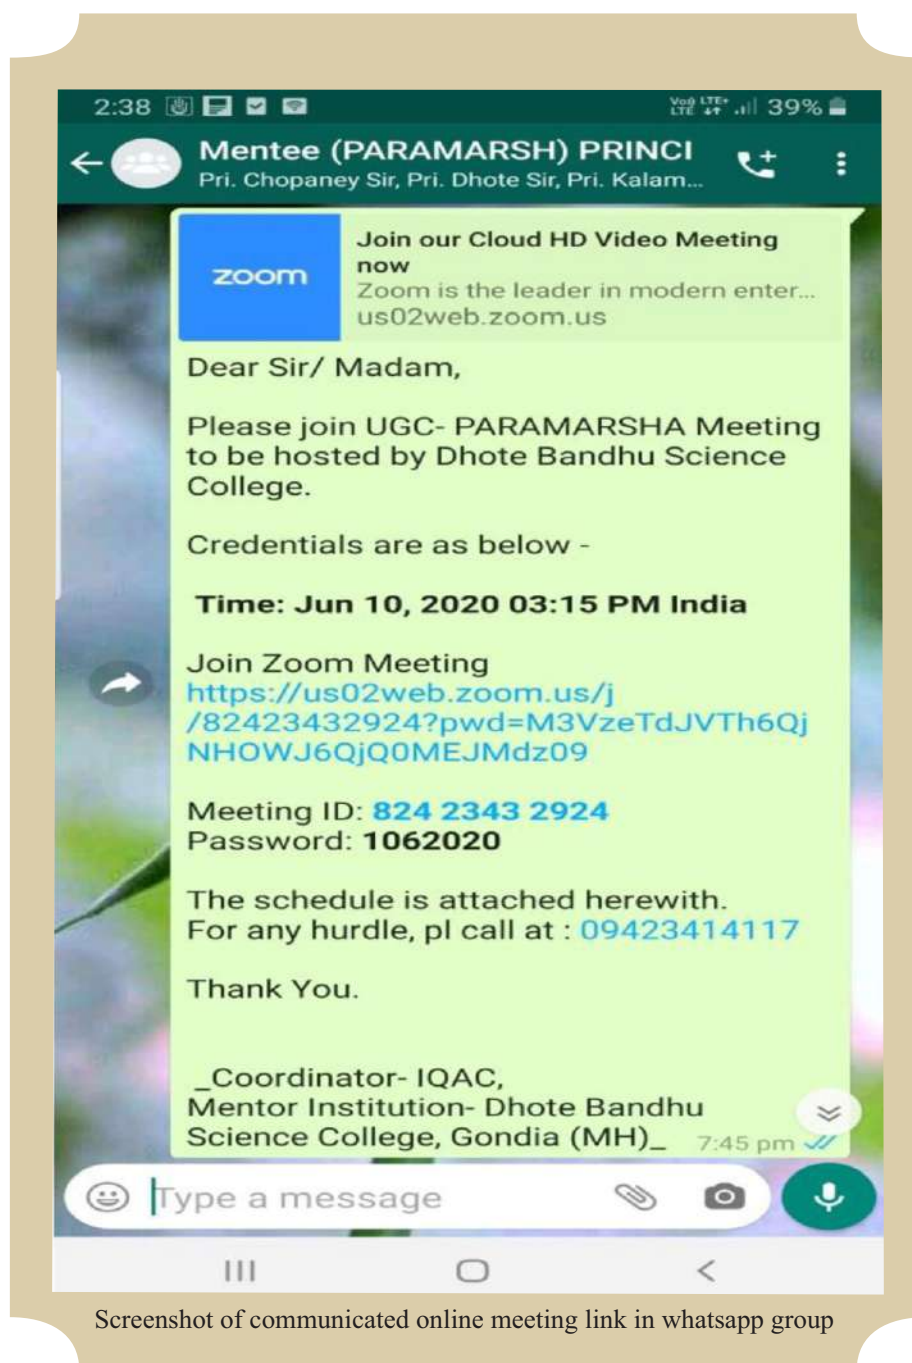 2:38
Voo) LTE+
LTE
39%
Mentee (PARAMARSH) PRINCI
Pri. Chopaney Sir, Pri. Dhote Sir, Pri. Kalam...
zoom
Join our Cloud HD Video Meeting
now
Zoom is the leader in modern enter...
us02web.zoom.us
Dear Sir/ Madam,
Please join UGC- PARAMARSHA Meeting
to be hosted by Dhote Bandhu Science
College.
Credentials are as below -
Time: Jun 10, 2020 03:15 PM India
Join Zoom Meeting
https://us02web.zoom.us/j
/82423432924?pwd=M3VzeTdJVTh6Qj
NHOWJ6QjQ0MEJMdz09
Meeting ID: 824 2343 2924
Password: 1062020
The schedule is attached herewith.
For any hurdle, pl call at : 09423414117
Thank You.
_Coordinator- IQAC,
Mentor Institution- Dhote Bandhu
Science College, Gondia (MH)_
7:45 pm
Type a message
Screenshot of communicated online meeting link in whatsapp group